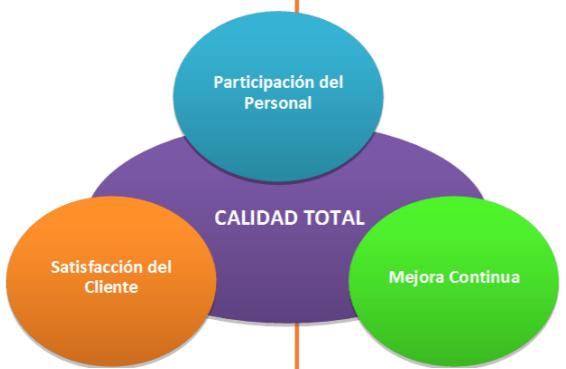 Participación del
Personal
CALIDAD TOTAL
Satisfacción del
Cliente
Mejora Continua